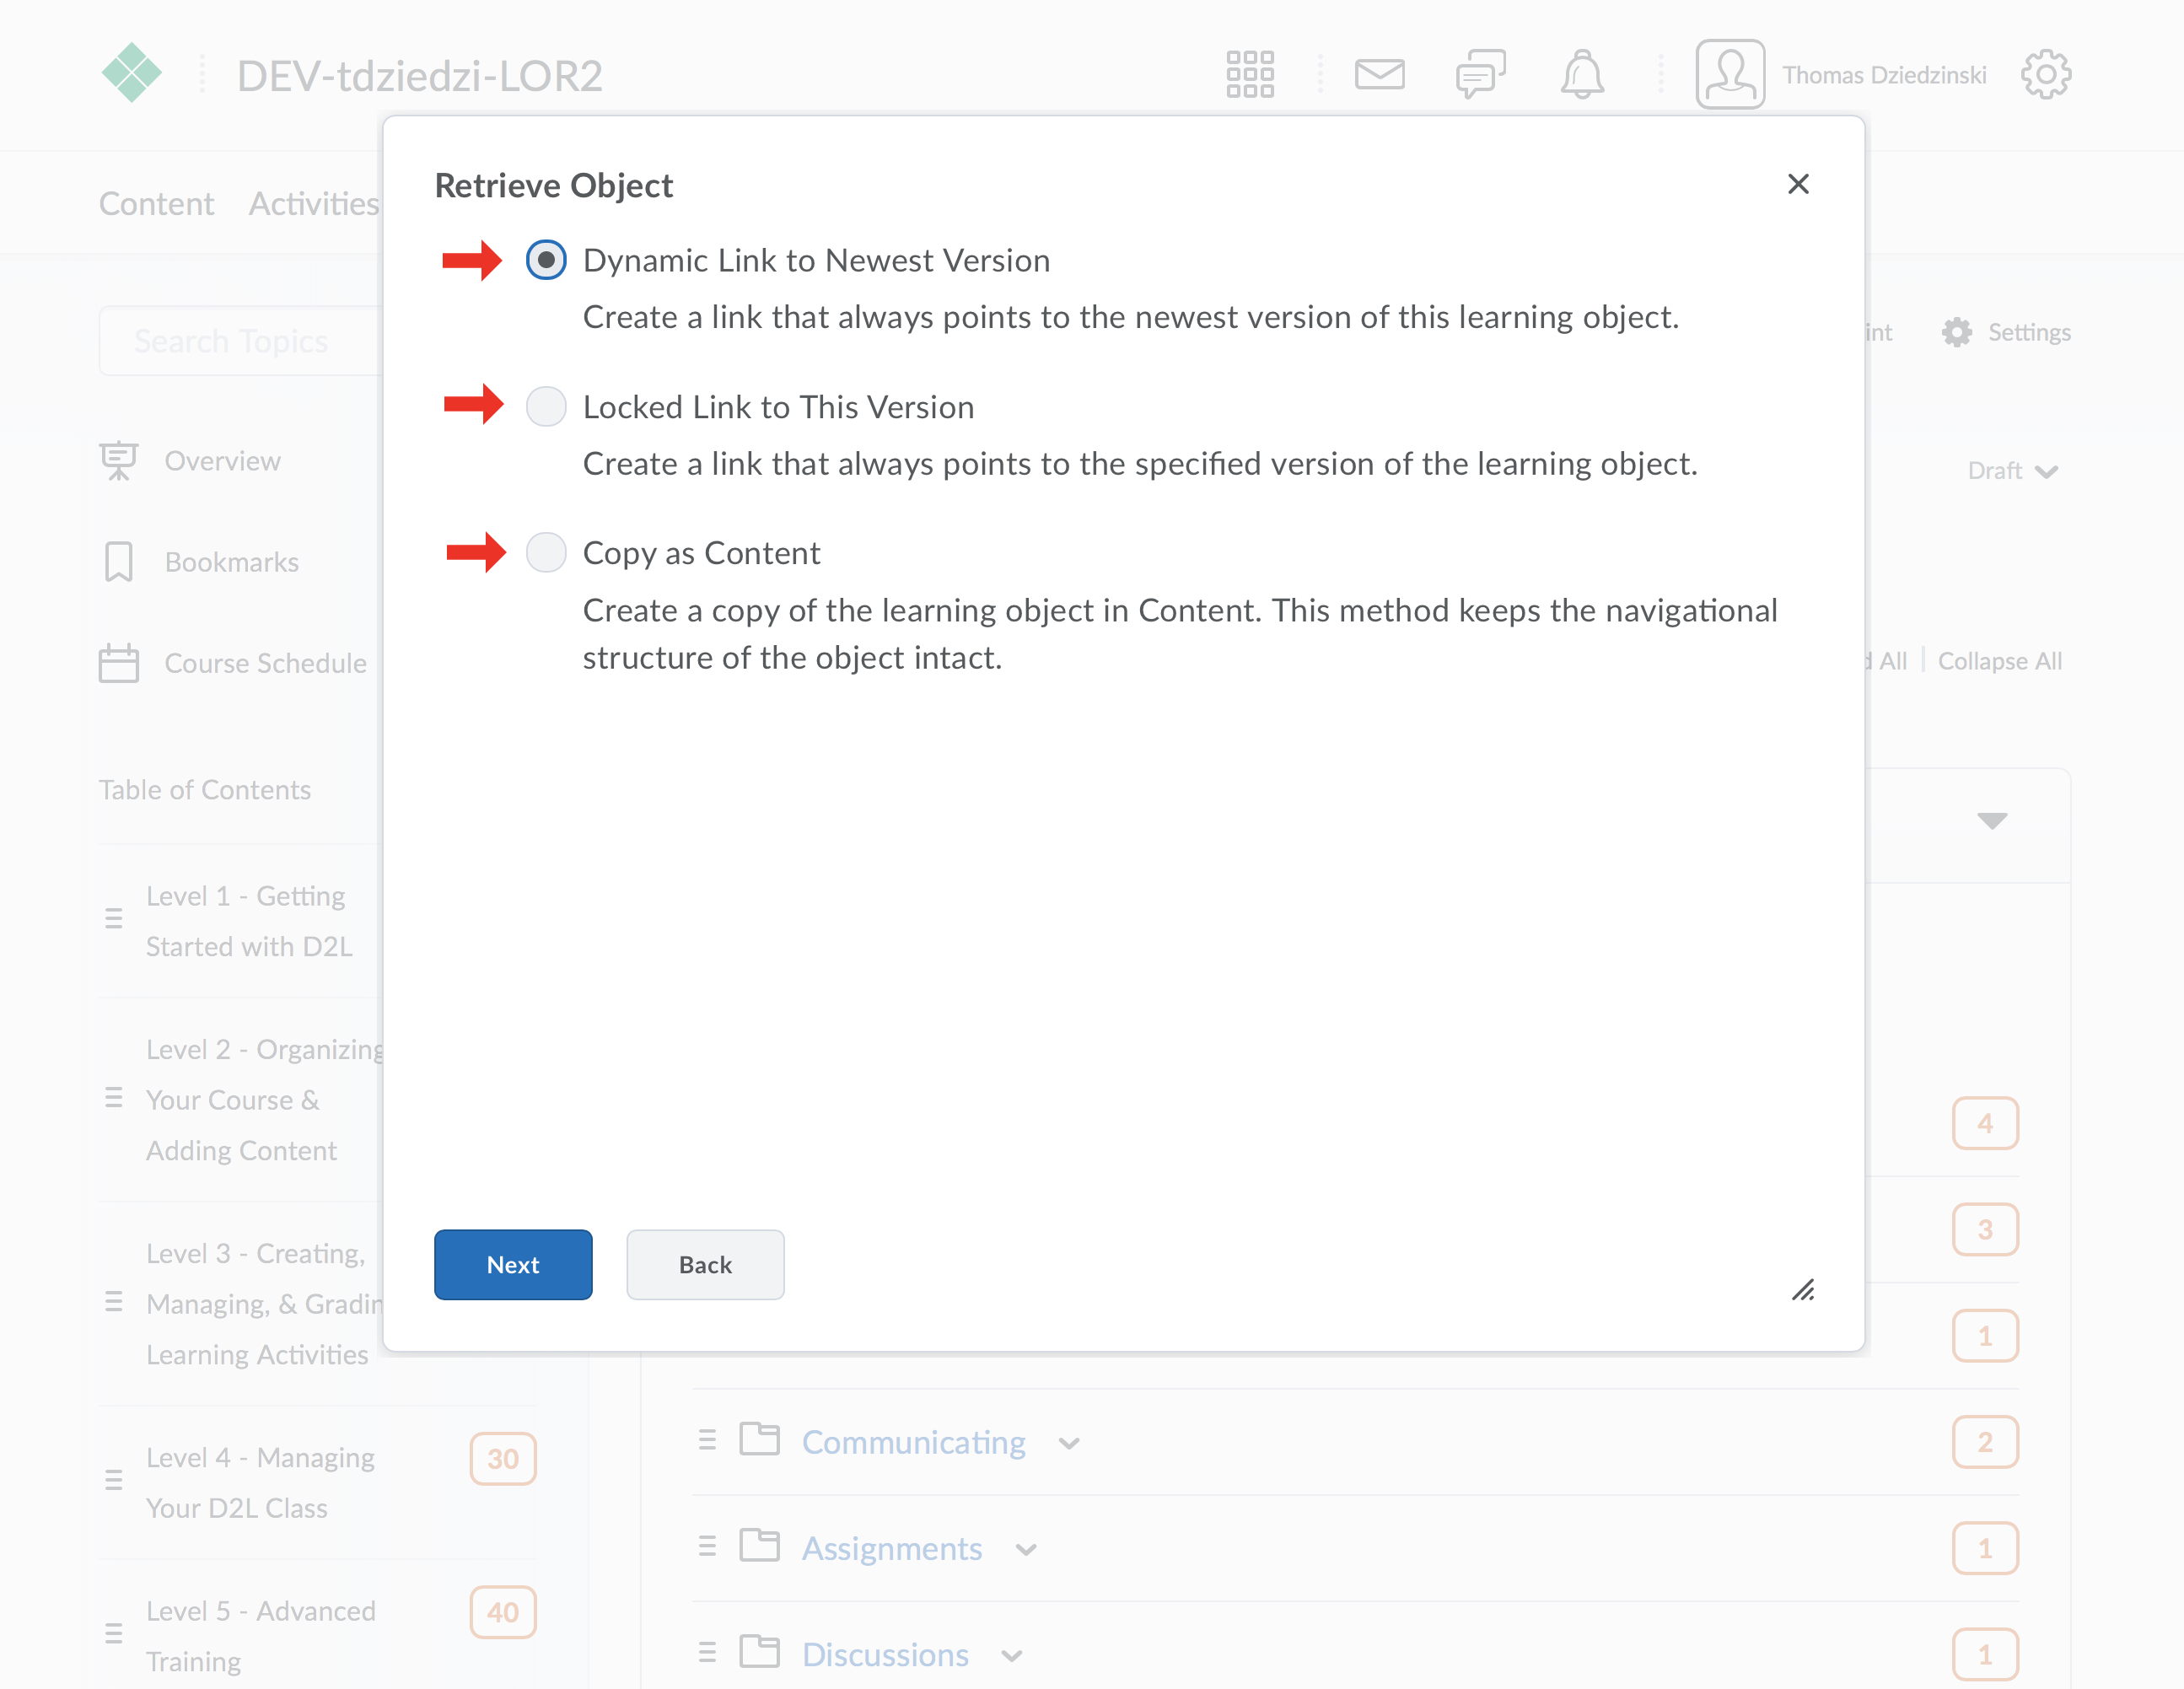 DEV-tdziedzi-LOR2
Thomas Dziedzinski
Content Activities
Retrieve Object
Dynamic Link to Newest Version
Create a link that always points to the newest version of this learning object.
Locked Link to This Version
Create a link that always points to the specified version of the learning object.
Copy as Content
Create a copy of the learning object in Content. This method keeps the navigational
structure of the object intact.
Next
Back
Search Topics
Overview
Bookmarks
Course Schedule
Table of Contents
Level 1 - Getting
Started with D2L
Level 2 - Organizing
Your Course &
Adding Content
Level 3 - Creating,
Managing, &
Learning Activities
Level 4 - Managing
Your D2L Class
30
Level 5 - Advanced
Training
40
Settings
Draft
All
Collapse All
4
3
1
Communicating
2
Assignments
1
Discussions
1